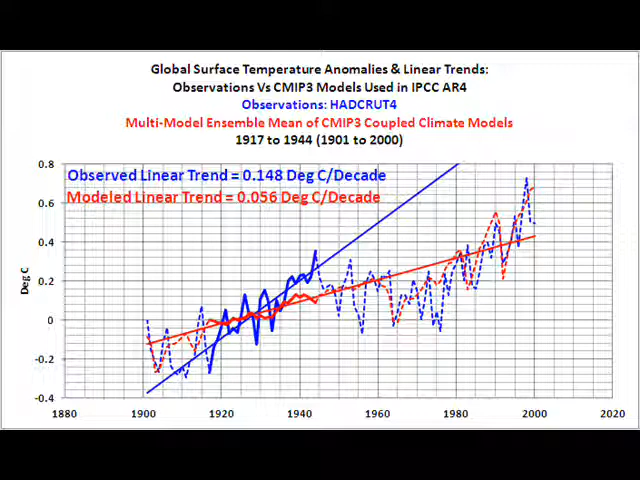 Global Surface Temperature Anomalies & Linear Trends:
Observations Vs CMIP3 Models Used in IPCC AR4
Observations: HADCRUT4
Multi-Model Ensemble Mean of CMIP3 Coupled Climate Models
1917 to 1944 (1901 to 2000)
Observed Linear Trend = 0.148 Deg C/Decade
Modeled Linear Trend = 0.056 Deg C/Decade
Deg C
0.8
0.6
0.4
0.2
0
-0.2
-0.4
1880 1900 1920 1940 1960 1980 2000 2020